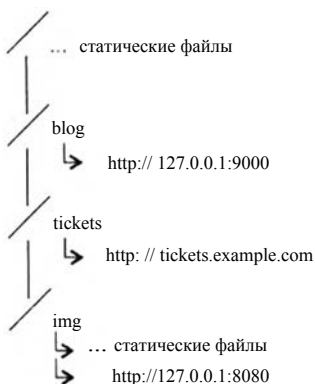 ... статические файлы
blog
http:// 127.0.0.1:9000
tickets
http: // tickets.example.com
img
... статические файлы
http://127.0.0.1:8080